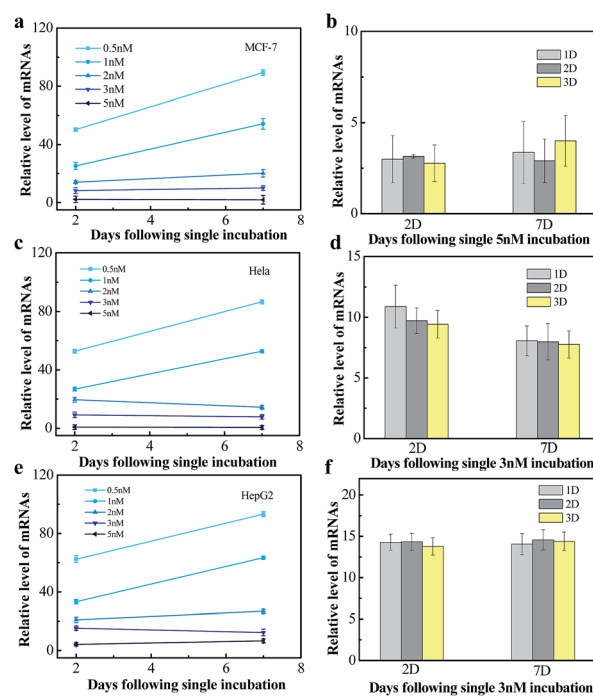 a
Relative level of mRNAs
120
80
40
0
0.5nM
1nM
2nM
3nM
5nM
MCF-7
2 4 6 8
Days following single incubation
b
Relative level of mRNAs
10
5
0
1D
2D
3D
2D 7D
Days following single 5nM incubation
c
Relative level of mRNAs
120
80
40
0
0.5nM
1nM
2nM
3nM
5nM
Hela
2 4 6 8
Days following single incubation
d
Relative level of mRNAs
15
10
5
0
1D
2D
3D
2D 7D
Days following single 3nM incubation
e
Relative level of mRNAs
120
80
40
0
0.5nM
1nM
2nM
3nM
5nM
HepG2
2 4 6 8
Days following single incubation
f
Relative level of mRNAs
20
15
10
5
0
1D
2D
3D
2D 7D
Days following single 3nM incubation